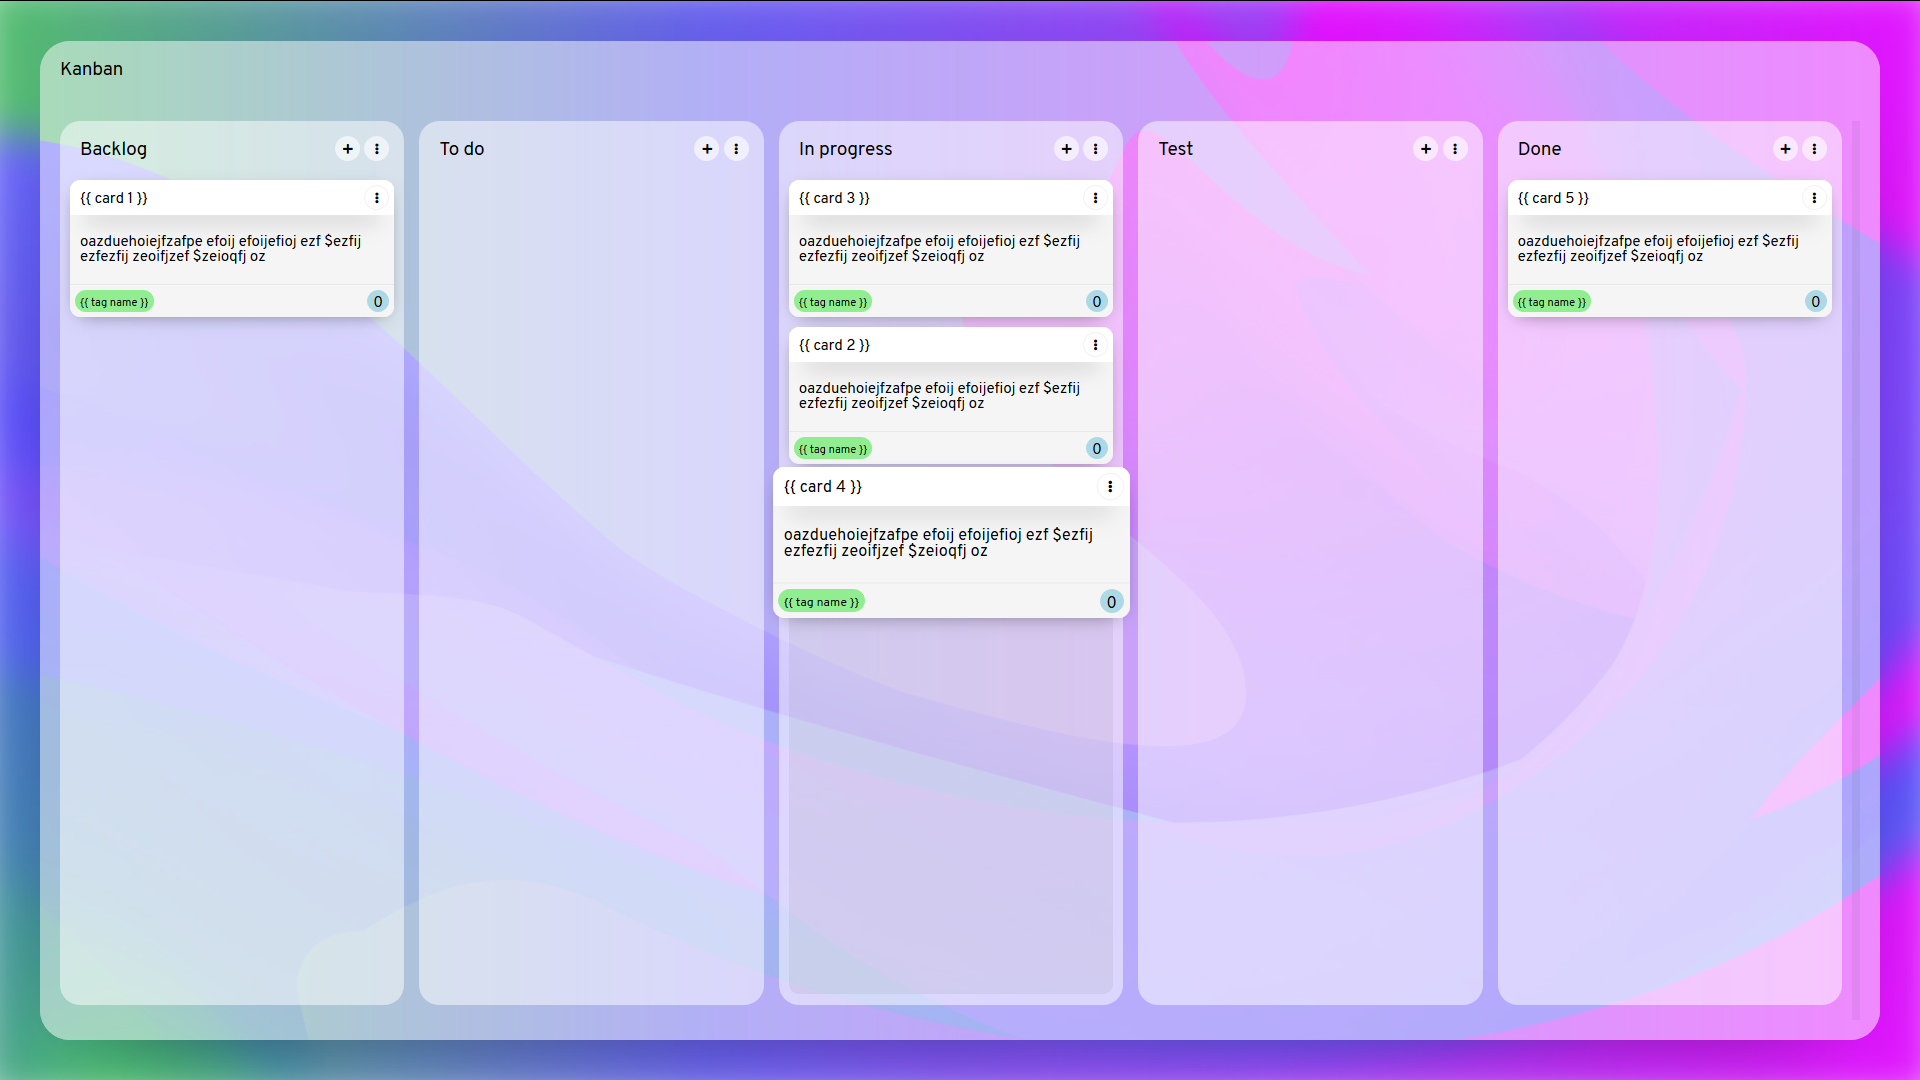 Kanban
Backlog
{{ card 1 }}
oazduehoiejfzafpe efoij efoijefioj ezf $ezfij
ezfezfij zeoifjzef $zeioqfj oz
{{ tag name }} 0
To do
In progress
{{ card 3 }}
oazduehoiejfzafpe efoij efoijefioj ezf $ezfij
ezfezfij zeoifjzef $zeioqfj oz
{{ tag name }} 0
{{ card 2 }}
oazduehoiejfzafpe efoij efoijefioj ezf $ezfij
ezfezfij zeoifjzef $zeioqfj oz
{{ tag name }} 0
{{ card 4 }}
oazduehoiejfzafpe efoij efoijefioj ezf $ezfij
ezfezfij zeoifjzef $zeioqfj oz
{{ tag name }} 0
Test
Done
{{ card 5 }}
oazduehoiejfzafpe efoij efoijefioj ezf $ezfij
ezfezfij zeoifjzef $zeioqfj oz
{{ tag name }} 0